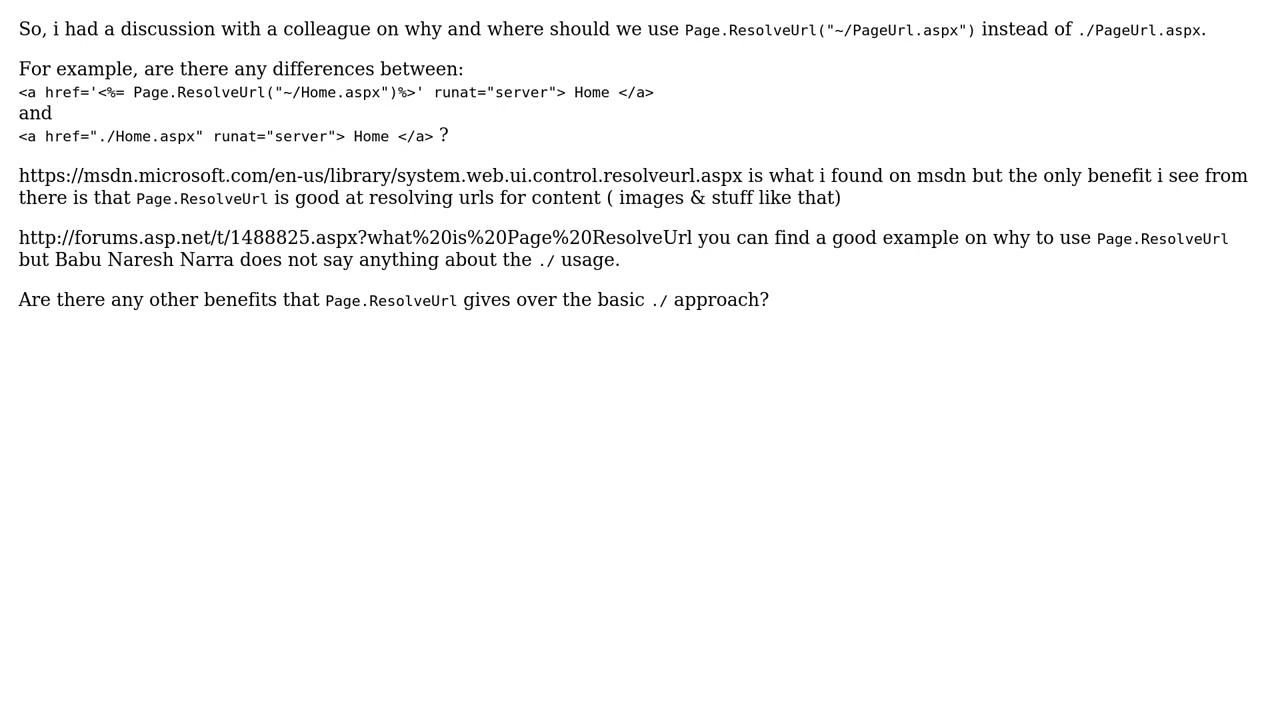 So, i had a discussion with a colleague on why and where should we use Page.ResolveUrl("~/PageUrl.aspx") instead of ./PageUrl.aspx.
For example, are there any differences between:
<a href='<%= Page.ResolveUrl("~/Home.aspx")%>' runat="server"> Home </a>
and
<a href="./Home.aspx" runat="server"> Home </a> ?
https://msdn.microsoft.com/en-us/library/system.web.ui.control.resolveurl.aspx is what i found on msdn but the only benefit i see from
there is that Page.ResolveUrl is good at resolving urls for content ( images & stuff like that)
http://forums.asp.net/t/1488825.aspx?what%20is%20Page%20ResolveUrl you can find a good example on why to use Page.ResolveUrl
but Babu Naresh Narra does not say anything about the ./ usage.
Are there any other benefits that Page.ResolveUrl gives over the basic ./ approach?